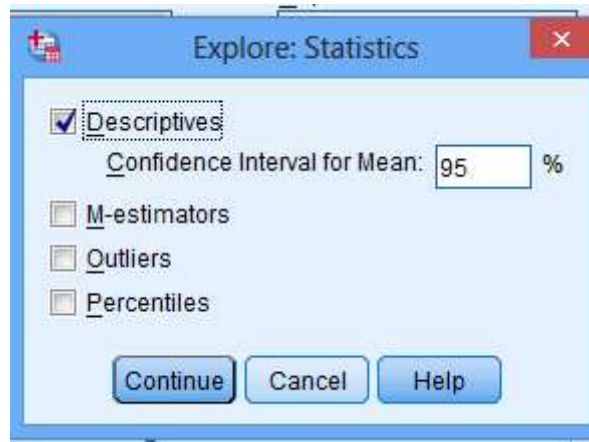 Explore: Statistics
Descriptives
Confidence Interval for Mean: 95 %
M-estimators
Outliers
Percentiles
Continue Cancel Help